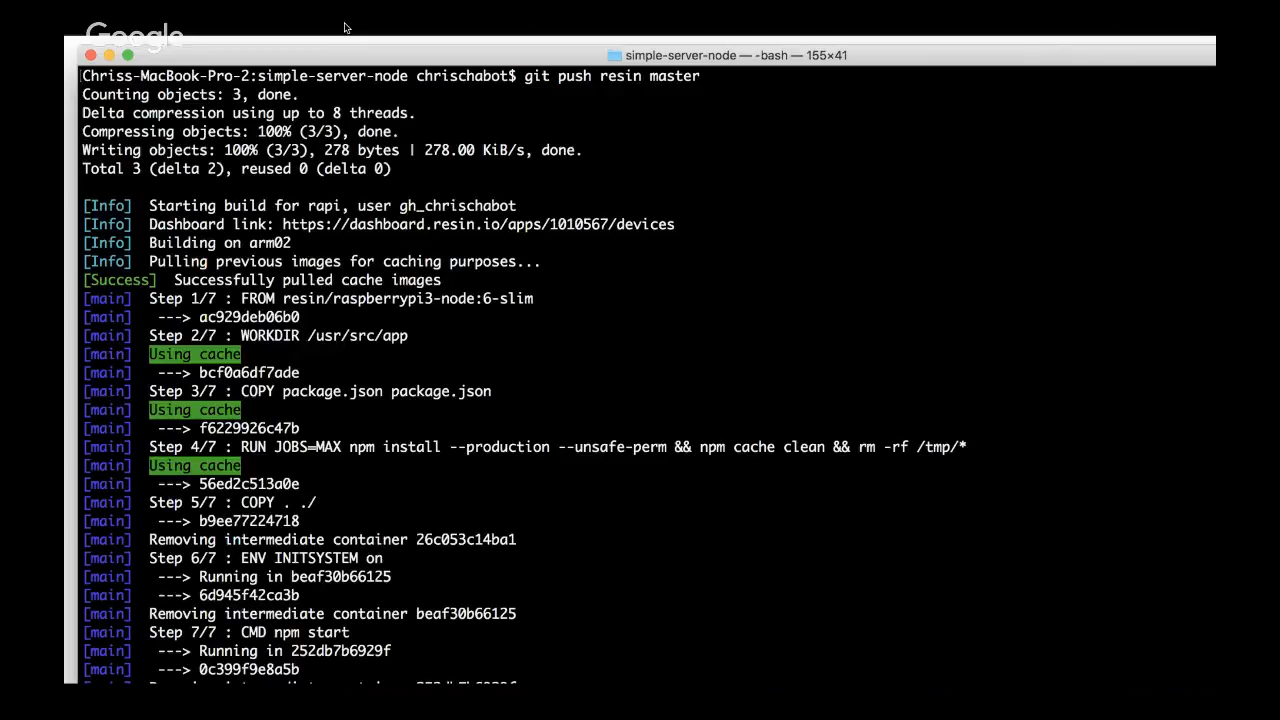 Google
simple-server-node — -bash — 155×41
Chriss-MacBook-Pro-2:simple-server-node chrischabot$ git push resin master
Counting objects: 3, done.
Delta compression using up to 8 threads.
Compressing objects: 100% (3/3), done.
Writing objects: 100% (3/3), 278 bytes | 278.00 KiB/s, done.
Total 3 (delta 2), reused 0 (delta 0)
[Info] Starting build for rapi, user gh_chrischabot
[Info] Dashboard link: https://dashboard.resin.io/apps/1010567/devices
[Info] Building on arm02
[Info] Pulling previous images for caching purposes...
[Success] Successfully pulled cache images
[main] Step 1/7 : FROM resin/raspberrypi3-node:6-slim
[main] ---> ac929deb06b0
[main] Step 2/7 : WORKDIR /usr/src/app
[main] Using cache
[main] ---> bcf0a6df7ade
[main] Step 3/7 : COPY package.json package.json
[main] Using cache
[main] ---> f6229926c47b
[main] Step 4/7 : RUN JOBS=MAX npm install --production --unsafe-perm && npm cache clean && rm -rf /tmp/*
[main] Using cache
[main] ---> 56ed2c513a0e
[main] Step 5/7 : COPY . ./
[main] ---> b9ee77224718
[main] Removing intermediate container 26c053c14ba1
[main] Step 6/7 : ENV INITSYSTEM on
[main] ---> Running in beaf30b66125
[main] ---> 6d945f42ca3b
[main] Removing intermediate container beaf30b66125
[main] Step 7/7 : CMD npm start
[main] ---> Running in 252db7b6929f
[main] ---> 0c399f9e8a5b